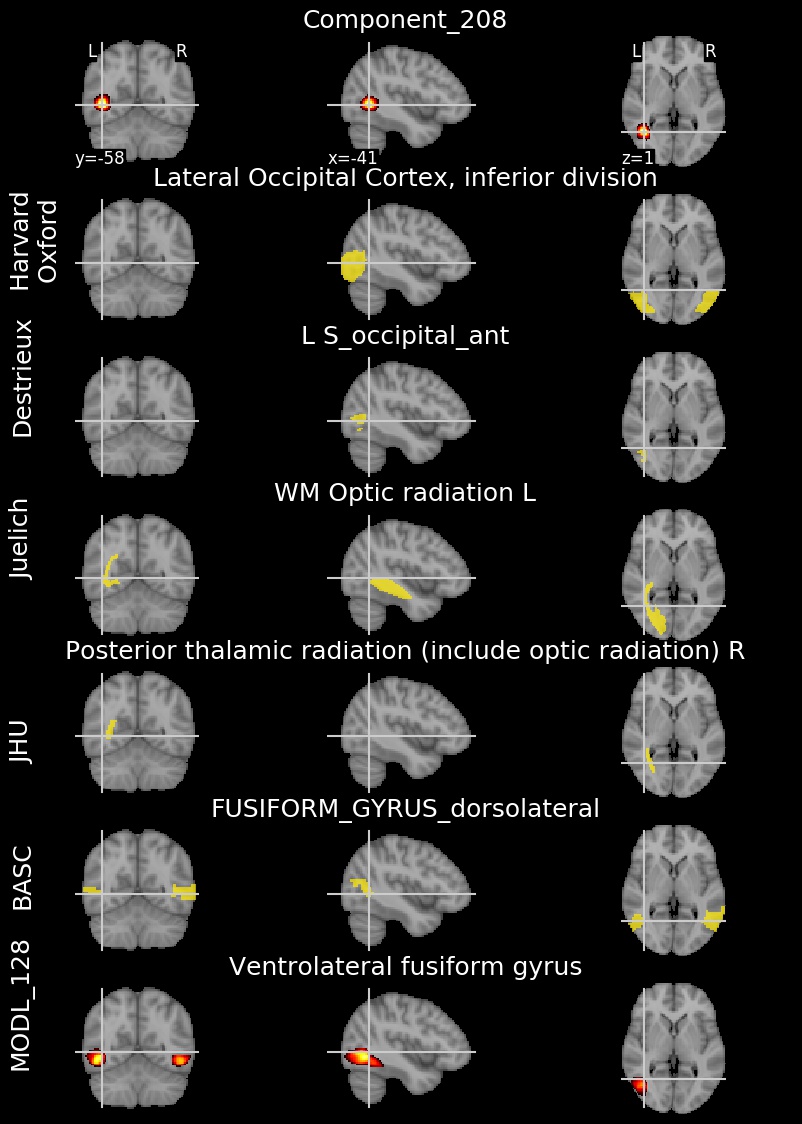 Component_208
L R
L R
y=-58
x=-41
z=1
Lateral Occipital Cortex, inferior division
Harvard
Oxford
L S_occipital_ant
Destrieux
WM Optic radiation L
Juelich
Posterior thalamic radiation (include optic radiation) R
JHU
FUSIFORM_GYRUS_dorsolateral
BASC
Ventrolateral fusiform gyrus
MODL_128